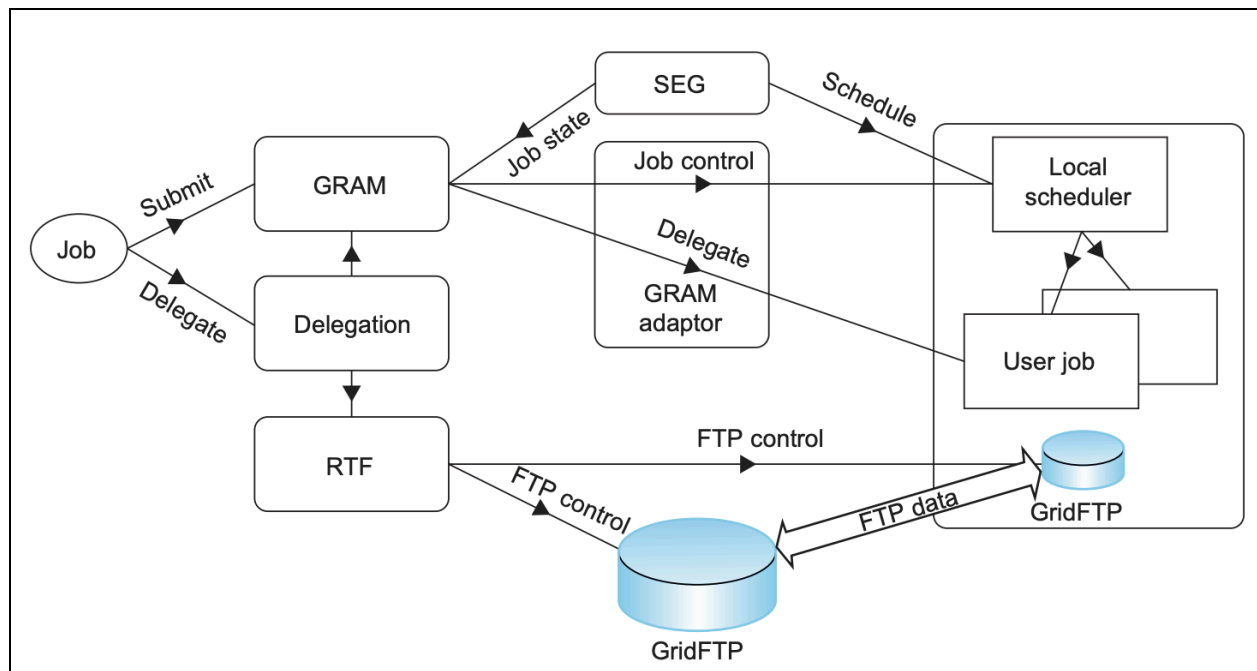 SEG
Schedule
Job state
Job control
Local
scheduler
GRAM
Submit
Job
Delegate
Delegation
Delegate
GRAM
adaptor
User job
RTF
FTP control
FTP control
FTP data
GridFTP
GridFTP